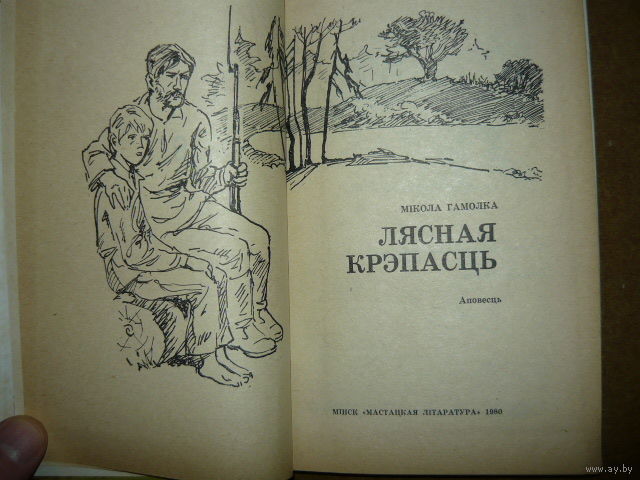 МІКОЛА ГАМОЛКА
ЛЯСНАЯ
КРЭПАСЦЬ
Аповесць
МІНСК «МАСТАЦКАЯ ЛІТАРАТУРА» 1980
www.ay.by